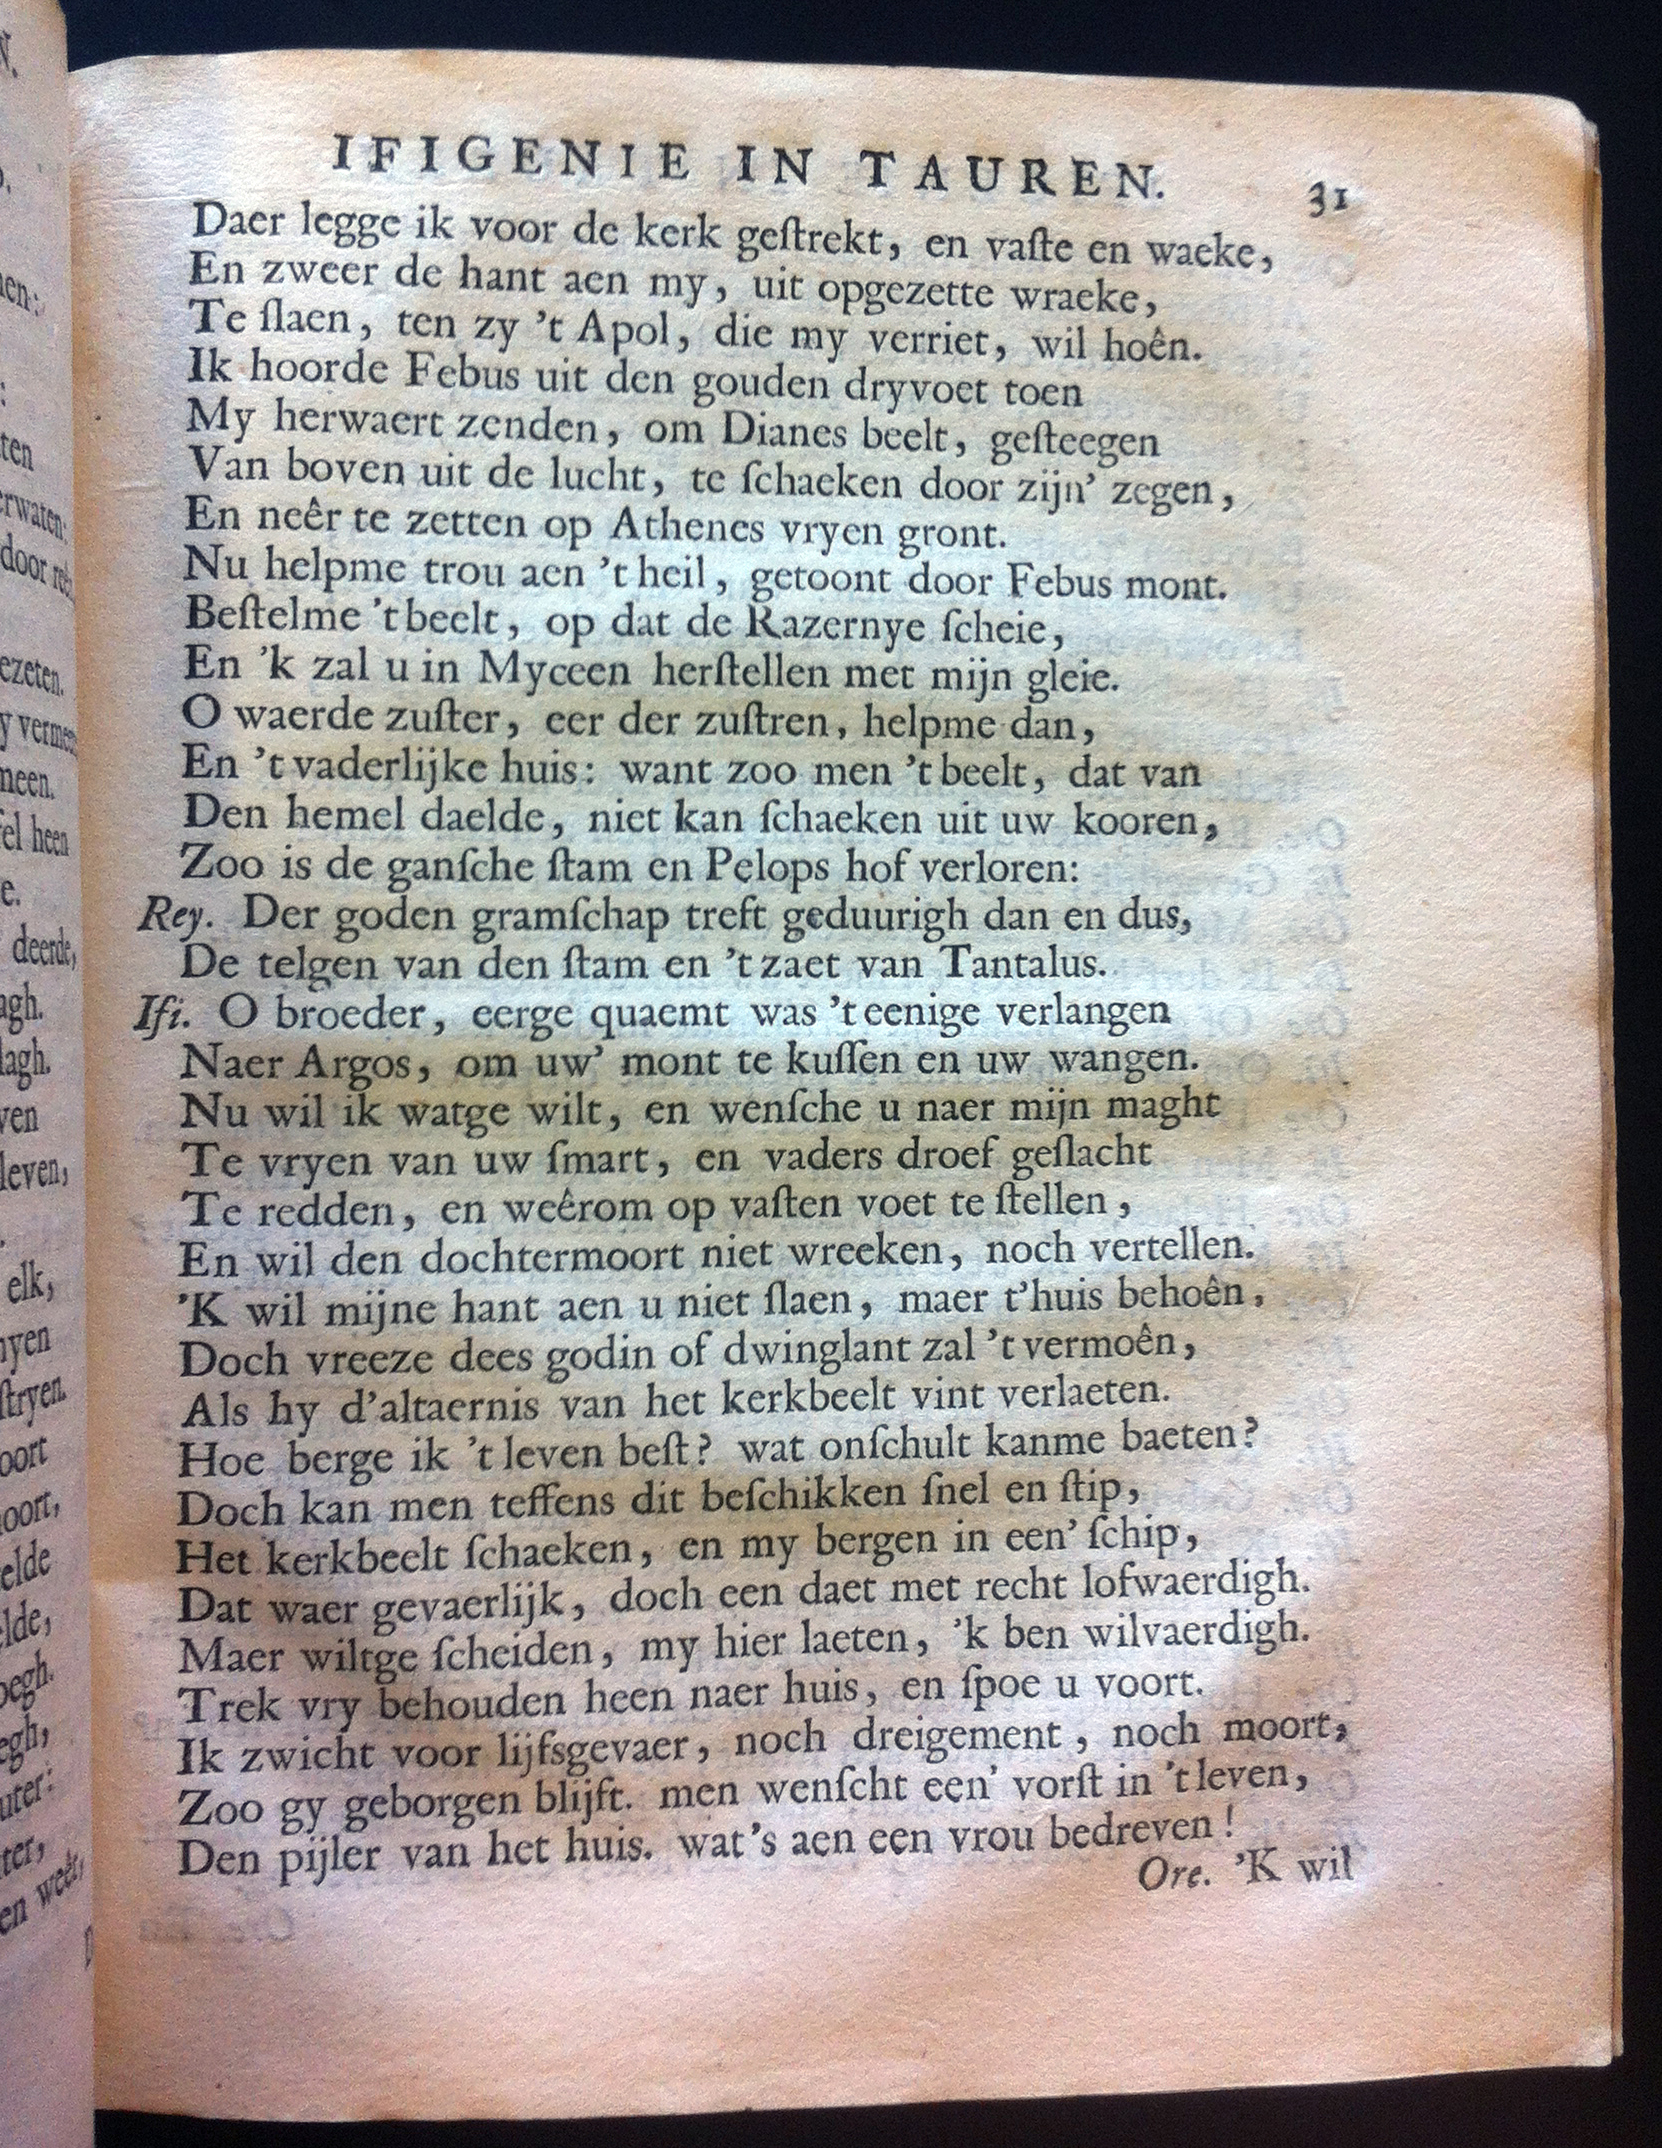 IFIGENIE IN TAUREN. 31
Daer legge ik voor de kerk geſtrekt, en vaſte en waeke,
En zweer de hant aen my, uit opgezette wraeke,
Te ſlaen, ten zy 't Apol, die my verriet, wil hoên.
Ik hoorde Febus uit den gouden dryvoet toen
My herwaert zenden, om Dianes beelt, geſteegen
Van boven uit de lucht, te ſchaeken door zijn' zegen,
En neêr te zetten op Athenes vryen gront.
Nu helpme trou aen 't heil, getoont door Febus mont.
Beſtelme 't beelt, op dat de Razernye ſcheie,
En 'k zal u in Myceen herſtellen met mijn gleie.
O waerde zuſter, eer der zuſtren, helpme dan,
En 't vaderlijke huis: want zoo men 't beelt, dat van
Den hemel daelde, niet kan ſchaeken uit uw kooren,
Zoo is de ganſche ſtam en Pelops hof verloren:
Rey. Der goden gramſchap treft geduurigh dan en dus,
De telgen van den ſtam en 't zaet van Tantalus.
Ifi. O broeder, eerge quaemt was 't eenige verlangen
Naer Argos, om uw' mont te kuſſen en uw wangen.
Nu wil ik watge wilt, en wenſche u naer mijn maght
Te vryen van uw ſmart, en vaders droef geſlacht
Te redden, en weêrom op vaſten voet te ſtellen,
En wil den dochtermoort niet wreeken, noch vertellen.
'K wil mijne hant aen u niet ſlaen, maer t'huis behoên,
Doch vreeze dees godin of dwinglant zal 't vermoên,
Als hy d'altaernis van het kerkbeelt vint verlaeten.
Hoe berge ik 't leven beſt? wat onſchult kanme baeten?
Doch kan men teffens dit beſchikken ſnel en ſtip,
Het kerkbeelt ſchaeken, en my bergen in een' ſchip,
Dat waer gevaerlijk, doch een daet met recht lofwaerdigh.
Maer wiltge ſcheiden, my hier laeten, 'k ben wilvaerdigh.
Trek vry behouden heen naer huis, en ſpoe u voort.
Ik zwicht voor lijfsgevaer, noch dreigement, noch moort,
Zoo gy geborgen blijft. men wenſcht een' vorſt in 't leven,
Den pijler van het huis. wat's aen een vrou bedreven!
Ore. 'K wil